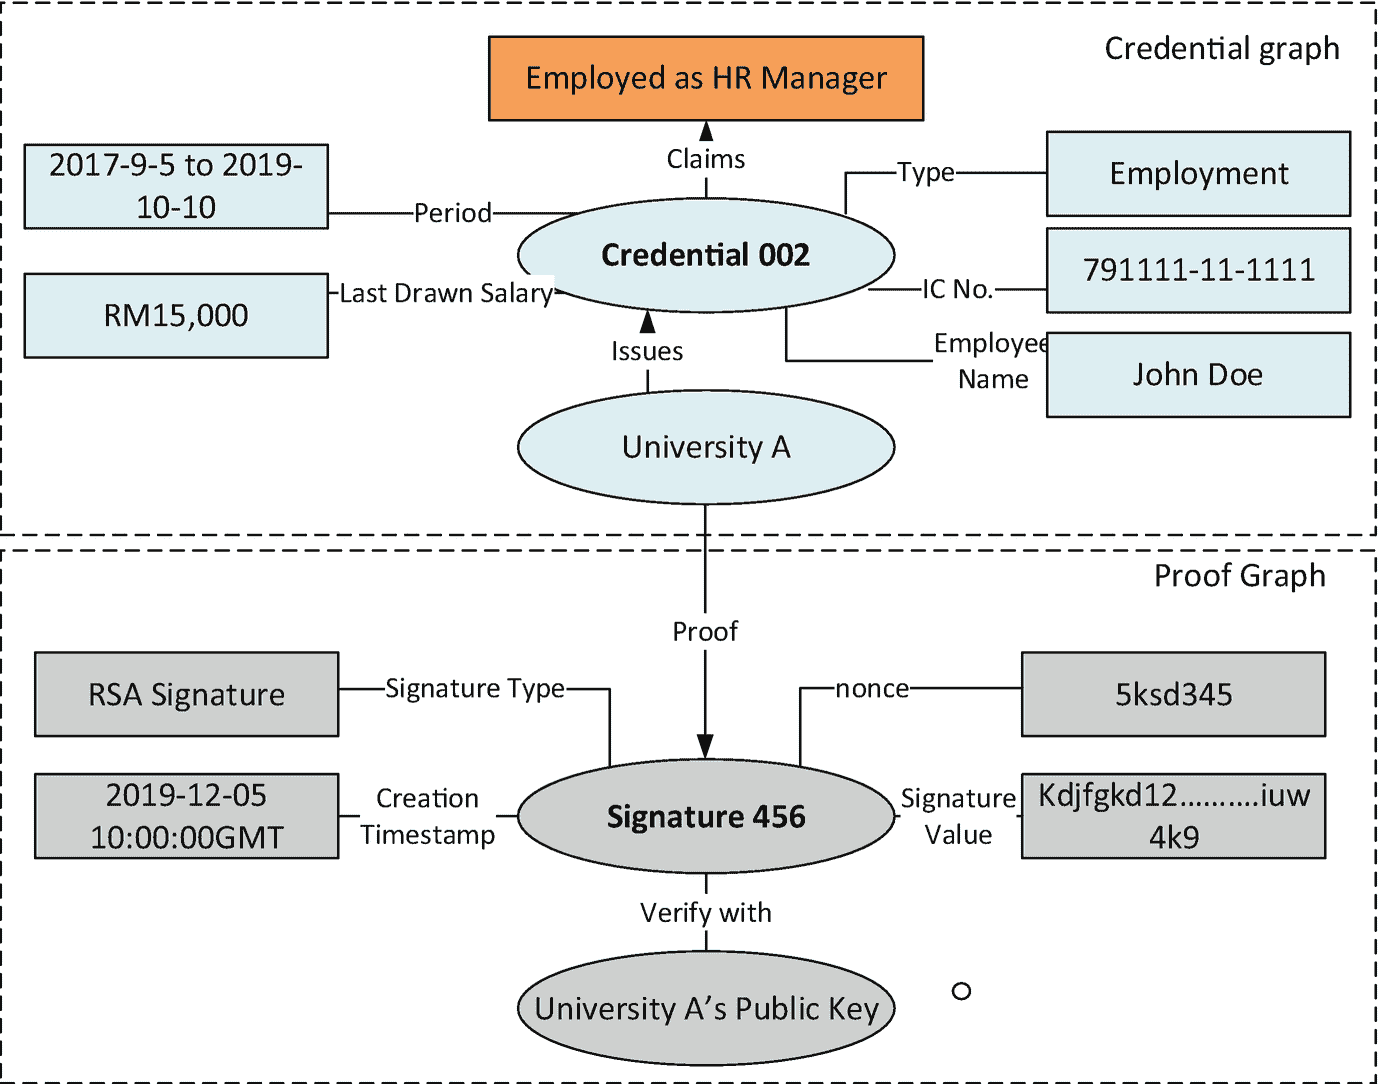 Credential graph
Employed as HR Manager
Claims
2017-9-5 to 2019-
10-10
Period
Type
Employment
Credential 002
RM15,000
Last Drawn Salary
IC No.
791111-11-1111
Issues
Employee
Name
John Doe
University A
Proof Graph
Proof
RSA Signature
Signature Type
nonce
5ksd345
2019-12-05
10:00:00GMT
Creation
Timestamp
Signature 456
Signature
Value
Kdjfgkd12..........iuw
4k9
Verify with
University A’s Public Key